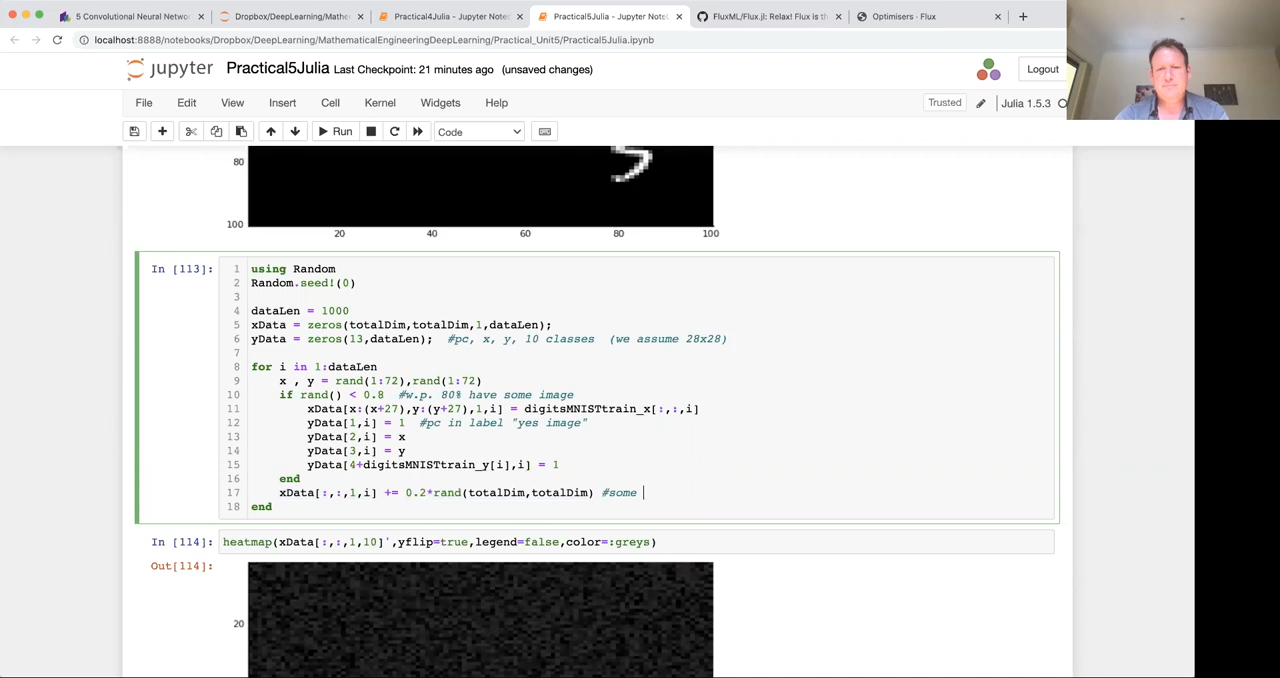 5 Convolutional Neural Networ
Dropbox/DeepLearning/Mathem
Practical4Julia - Jupyter Note
Practical5Julia - Jupyter Note
FluxML/Flux.jl: Relax! Flux is th
Optimisers · Flux
localhost:8888/notebooks/Dropbox/DeepLearning/MathematicalEngineeringDeepLearning/Practical_Unit5/Practical5Julia.ipynb
jupyter Practical5Julia Last Checkpoint: 21 minutes ago (unsaved changes)
Logout
File Edit View Insert Cell Kernel Widgets Help
Trusted
Julia 1.5.3
Run
Code
80
100
20 40 60 80 100
In [113]:
1 using Random
2 Random.seed!(0)
3
4 dataLen = 1000
5 xData = zeros(totalDim,totalDim,1,dataLen);
6 yData = zeros(13,dataLen); #pc, x, y, 10 classes (we assume 28x28)
7
8 for i in 1:dataLen
9 x , y = rand(1:72),rand(1:72)
10 if rand() < 0.8 #w.p. 80% have some image
11 xData[x:(x+27),y:(y+27),1,i] = digitsMNISTtrain_x[:,:,i]
12 yData[1,i] = 1 #pc in label "yes image"
13 yData[2,i] = x
14 yData[3,i] = y
15 yData[4+digitsMNISTtrain_y[i],i] = 1
16 end
17 xData[:,:,1,i] += 0.2*rand(totalDim,totalDim) #some
18 end
In [114]: heatmap(xData[:,:,1,10]',yflip=true,legend=false,color=:greys)
Out[114]:
20